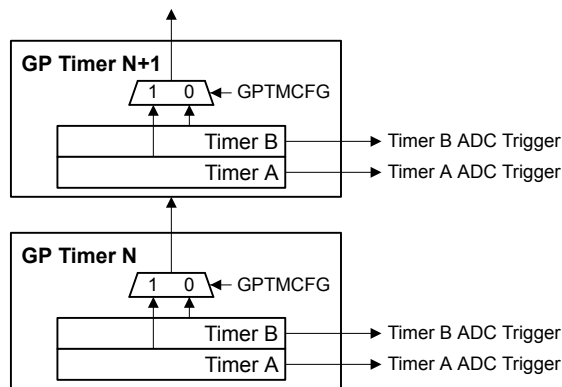 GP Timer N+1
1 0 GPTMCFG
Timer B Timer B ADC Trigger
Timer A Timer A ADC Trigger
GP Timer N
1 0 GPTMCFG
Timer B Timer B ADC Trigger
Timer A Timer A ADC Trigger